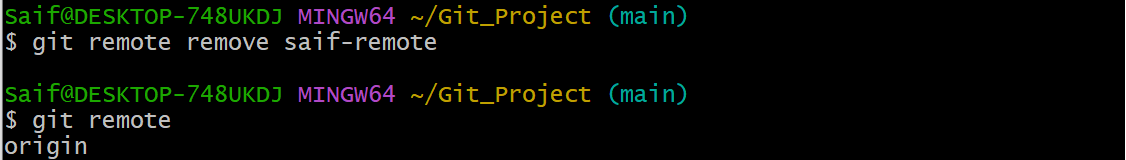 Saif@DESKTOP-748UKDJ MINGW64 ~/Git_Project (main)
$ git remote remove saif-remote
Saif@DESKTOP-748UKDJ MINGW64 ~/Git_Project (main)
$ git remote
origin